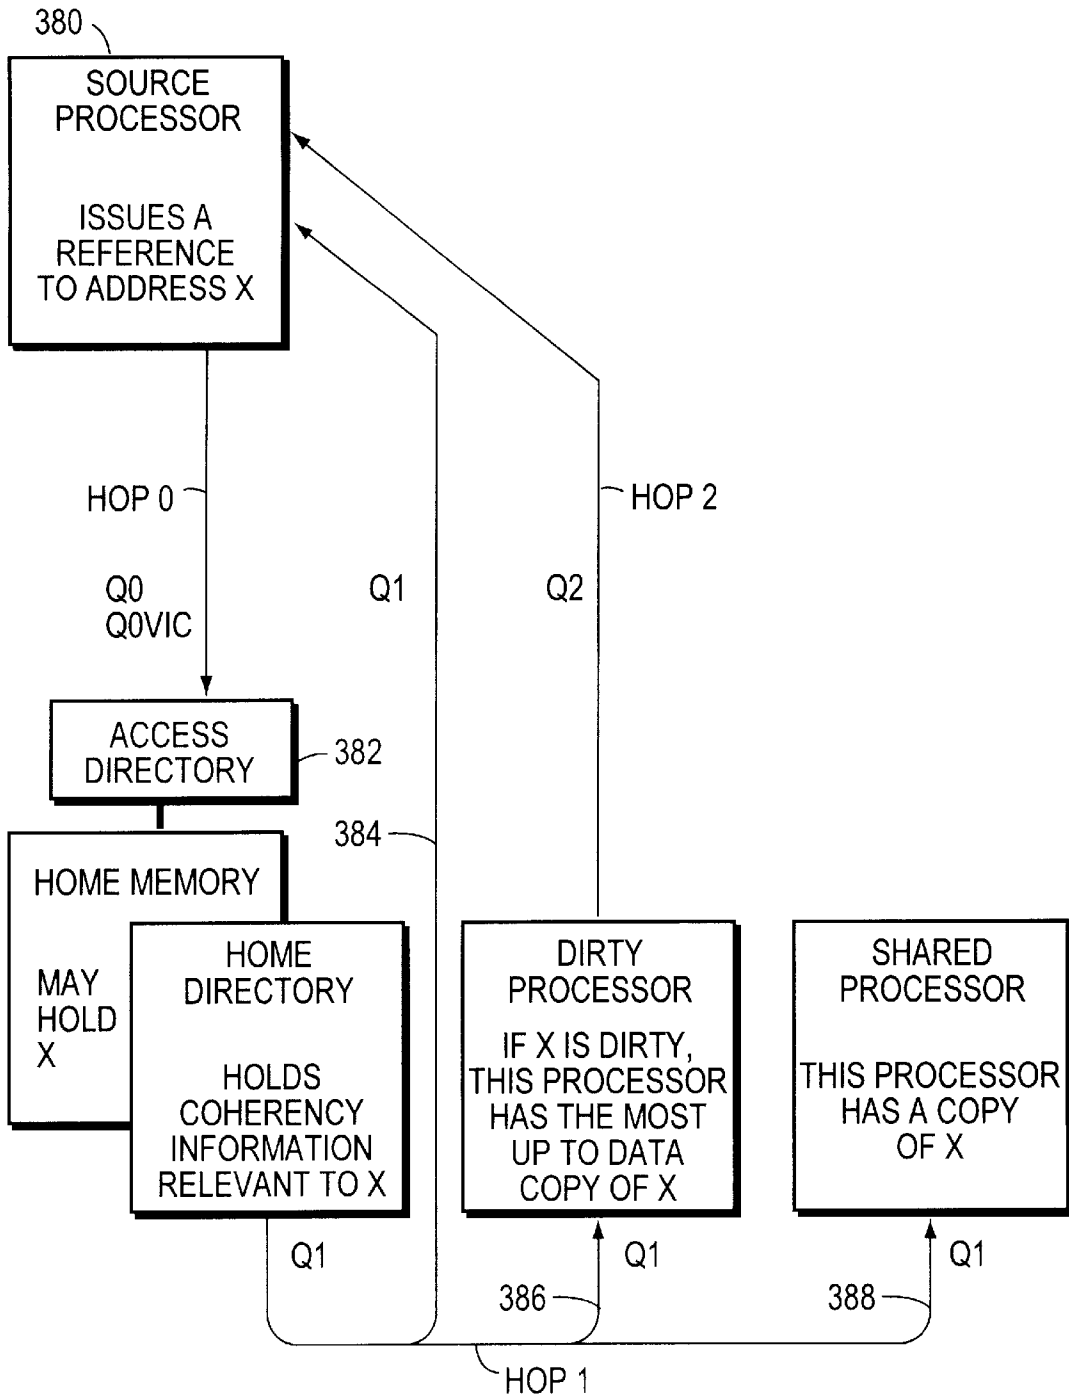 380
SOURCE
PROCESSOR
ISSUES A
REFERENCE
TO ADDRESS X
HOP 0
Q0
Q0VIC
Q1
Q2
HOP 2
ACCESS
DIRECTORY
382
384
HOME MEMORY
MAY
HOLD
X
HOME
DIRECTORY
HOLDS
COHERENCY
INFORMATION
RELEVANT TO X
DIRTY
PROCESSOR
IF X IS DIRTY,
THIS PROCESSOR
HAS THE MOST
UP TO DATA
COPY OF X
SHARED
PROCESSOR
THIS PROCESSOR
HAS A COPY
OF X
Q1
Q1
Q1
386
388
HOP 1